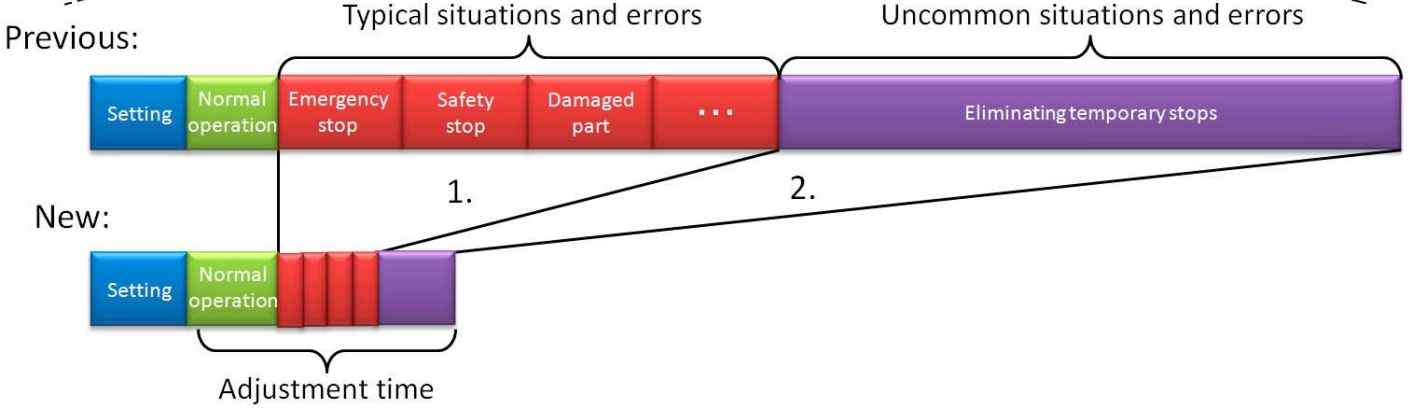 Typical situations and errors
Uncommon situations and errors
Previous:
Setting
Normal
operation
Emergency
stop
Safety
stop
Damaged
part
...
Eliminating temporary stops
1.
2.
New:
Setting
Normal
operation
Adjustment time